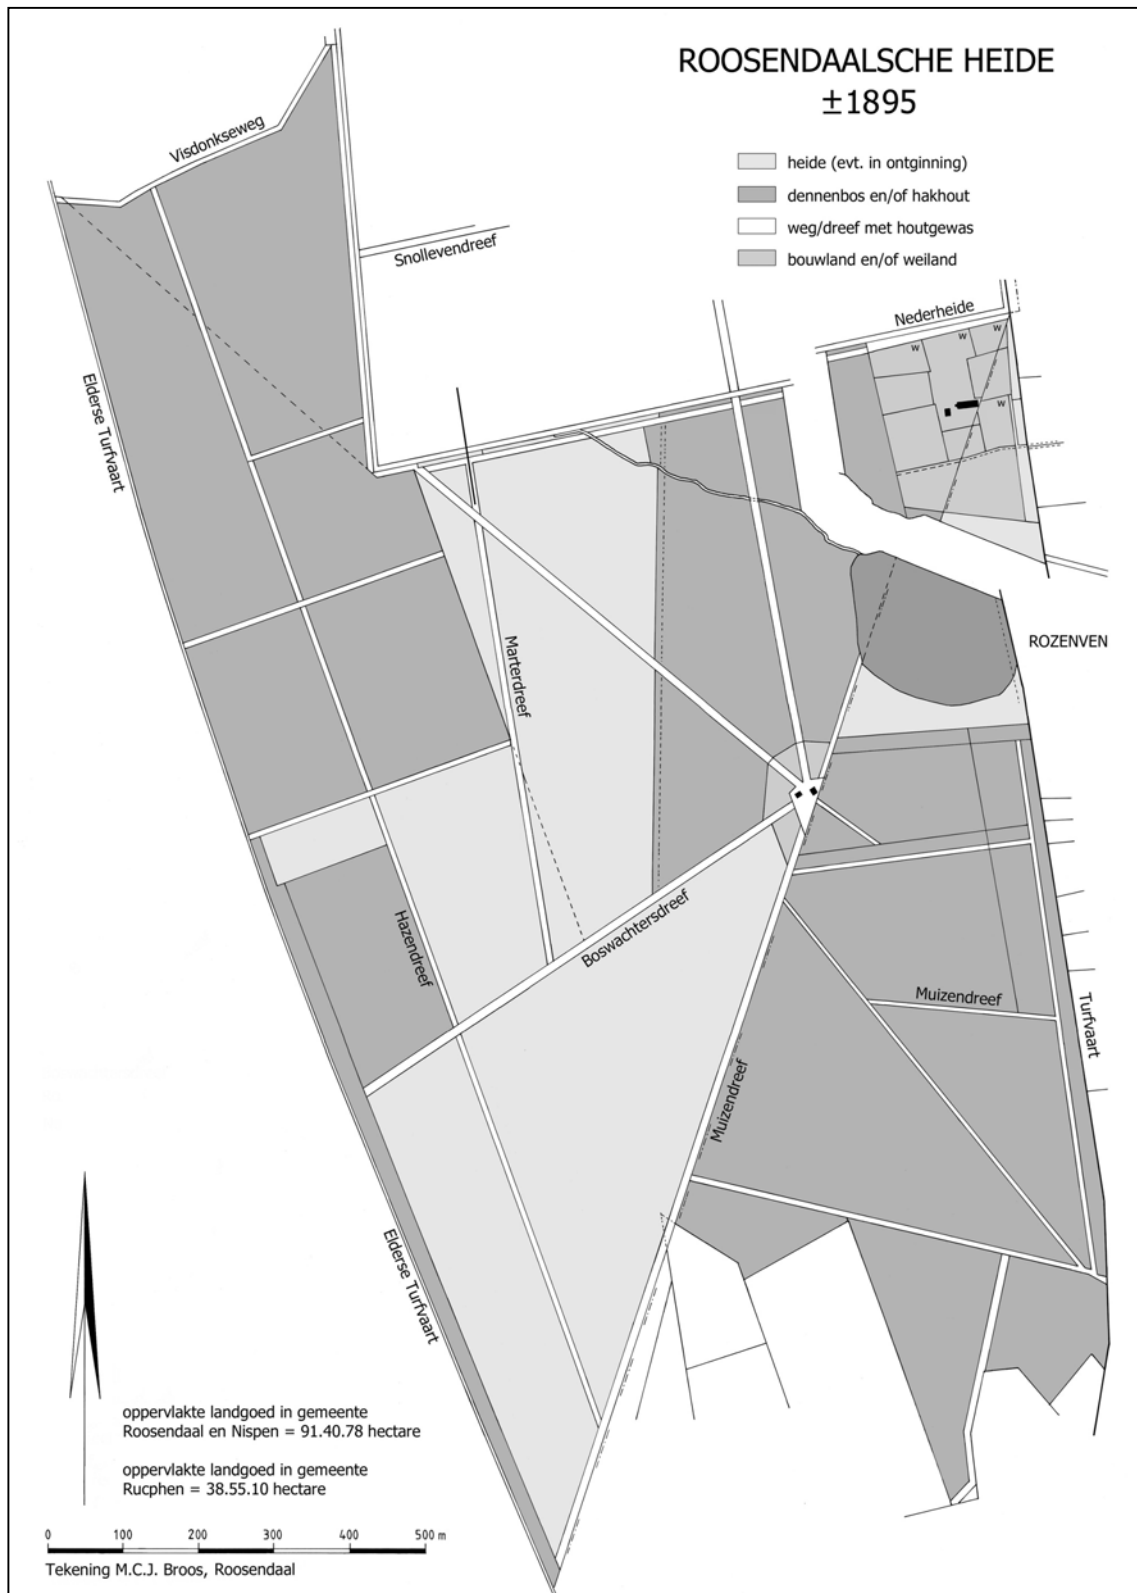 ROOSENDAALSCHE HEIDE
±1895
heide (evt. in ontginning)
dennenbos en/of hakhout
weg/dreef met houtgewas
bouwland en/of weiland
Visdonkseweg
Snollevendreef
Nederheide
w
w
w
w
Elderse Turfvaart
Marterdreef
ROZENVEN
Hazendreef
Boswachtersdreef
Muizendreef
Turfvaart
Muizendreef
Elderse Turfvaart
oppervlakte landgoed in gemeente
Roosendaal en Nispen = 91.40.78 hectare
oppervlakte landgoed in gemeente
Rucphen = 38.55.10 hectare
0 100 200 300 400 500 m
Tekening M.C.J. Broos, Roosendaal